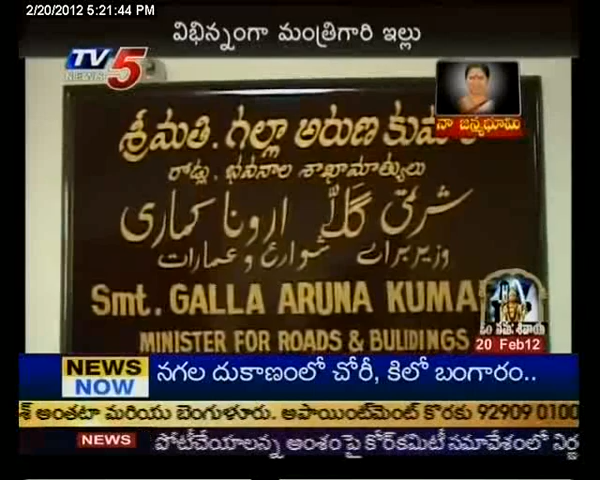 2/20/2012 5:21:44 PM
విభిన్నంగా మంత్రిగారి ఇల్లు
TV5
NEWS
నా జన్మభూమి
శ్రీమతి. గల్లా అరుణ
రోడ్లు, భవనాల శాఖామాత్యులు
شریمتی گلّا ارونا کماری
وزیر برائے شوارع و عمارات
Smt. GALLA ARUNA KUMA
MINISTER FOR ROADS & BULIDINGS
ఓం నమః శివాయ
20 Feb12
NEWS NOW
నగల దుకాణంలో చోరీ, కిలో బంగారం..
అంతటా మరియు బెంగుళూరు. అపాయింట్‌మెంట్ కొరకు 92909 0100
NEWS పోటీచేయాలన్న అంశంపై కోర్‌కమిటీ సమావేశంలో